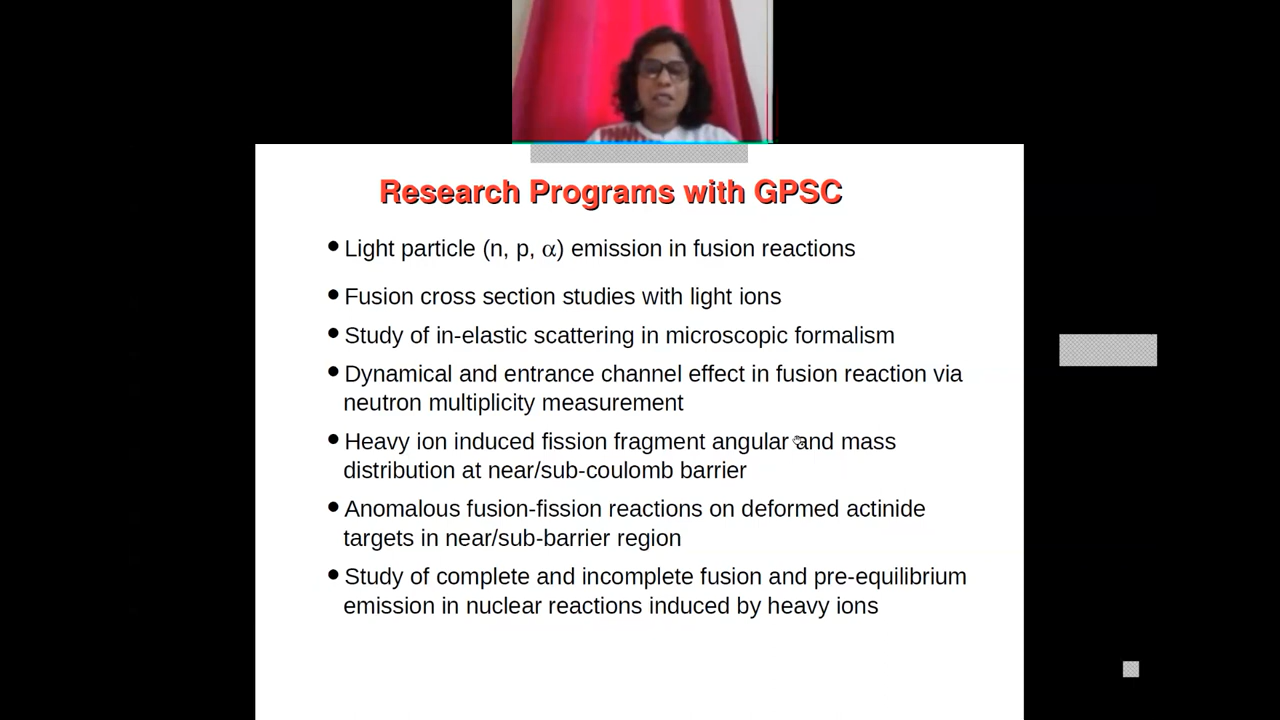 Research Programs with GPSC
•Light particle (n, p, α) emission in fusion reactions
•Fusion cross section studies with light ions
•Study of in-elastic scattering in microscopic formalism
•Dynamical and entrance channel effect in fusion reaction via
neutron multiplicity measurement
•Heavy ion induced fission fragment angular and mass
distribution at near/sub-coulomb barrier
•Anomalous fusion-fission reactions on deformed actinide
targets in near/sub-barrier region
•Study of complete and incomplete fusion and pre-equilibrium
emission in nuclear reactions induced by heavy ions